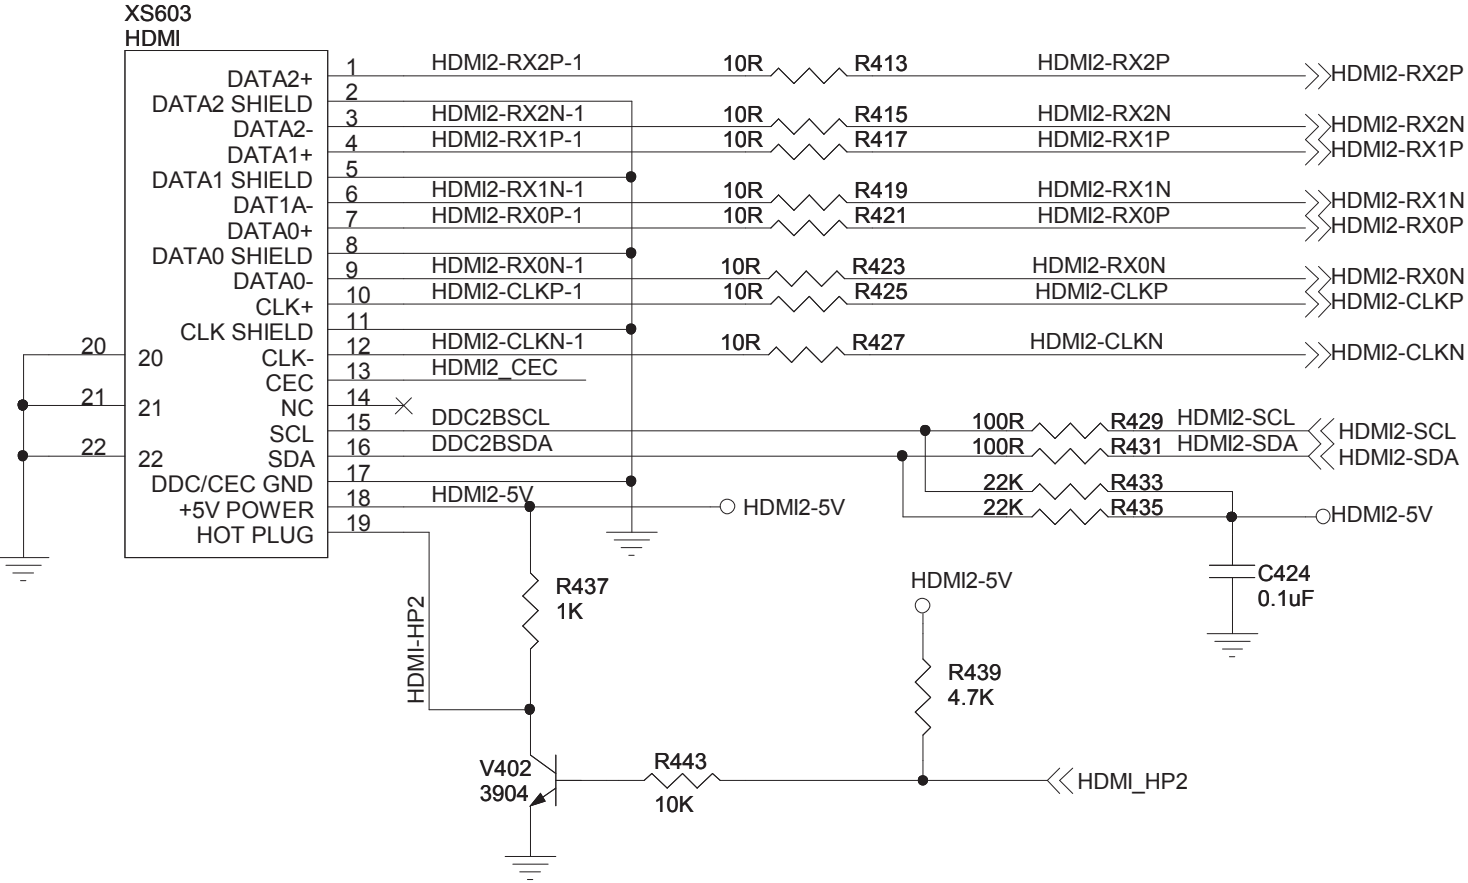 XS603
HDMI
DATA2+ 1 HDMI2-RX2P-1 10R R413 HDMI2-RX2P HDMI2-RX2P
DATA2 SHIELD 2
DATA2- 3 HDMI2-RX2N-1 10R R415 HDMI2-RX2N HDMI2-RX2N
DATA1+ 4 HDMI2-RX1P-1 10R R417 HDMI2-RX1P HDMI2-RX1P
DATA1 SHIELD 5
DAT1A- 6 HDMI2-RX1N-1 10R R419 HDMI2-RX1N HDMI2-RX1N
DATA0+ 7 HDMI2-RX0P-1 10R R421 HDMI2-RX0P HDMI2-RX0P
DATA0 SHIELD 8
DATA0- 9 HDMI2-RX0N-1 10R R423 HDMI2-RX0N HDMI2-RX0N
CLK+ 10 HDMI2-CLKP-1 10R R425 HDMI2-CLKP HDMI2-CLKP
CLK SHIELD 11
20 20 CLK- 12 HDMI2-CLKN-1 10R R427 HDMI2-CLKN HDMI2-CLKN
CEC 13 HDMI2_CEC
21 21 NC 14
SCL 15 DDC2BSCL 100R R429 HDMI2-SCL HDMI2-SCL
22 22 SDA 16 DDC2BSDA 100R R431 HDMI2-SDA HDMI2-SDA
DDC/CEC GND 17 22K R433
+5V POWER 18 HDMI2-5V HDMI2-5V 22K R435 HDMI2-5V
HOT PLUG 19
C424
0.1uF
HDMI2-5V
R437
1K
HDMI-HP2
R439
4.7K
V402
3904
R443
10K
HDMI_HP2